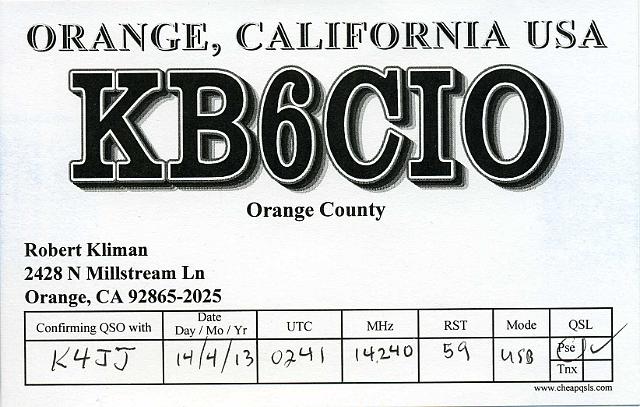 ORANGE, CALIFORNIA USA
KB6CIO
Orange County
Robert Kliman
2428 N Millstream Ln
Orange, CA 92865-2025
Confirming QSO with Date Day / Mo / Yr UTC MHz RST Mode QSL
K4JJ 14/4/13 0241 14240 59 USB Pse ✓
Tnx
www.cheapqsls.com